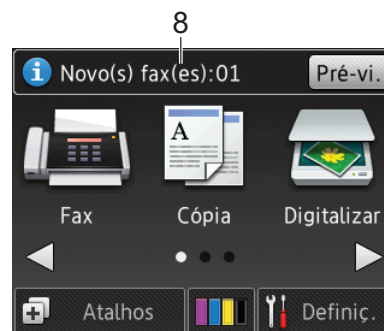 8
Novo(s) fax(es):01 Pré-vi.
A
Fax Cópia Digitalizar
Atalhos Definiç.